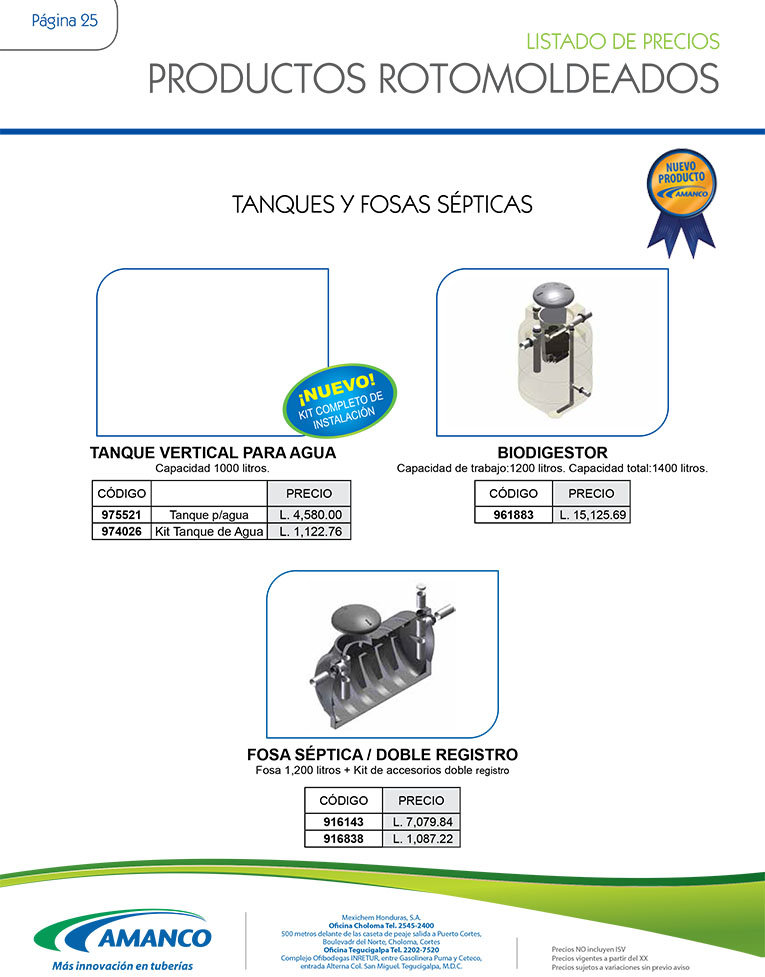 Página 25
LISTADO DE PRECIOS
PRODUCTOS ROTOMOLDEADOS
NUEVO
PRODUCTO
AMANCO
TANQUES Y FOSAS SÉPTICAS
¡NUEVO!
KIT COMPLETO DE
INSTALACIÓN
TANQUE VERTICAL PARA AGUA
Capacidad 1000 litros.
CÓDIGO PRECIO
975521 Tanque p/agua L. 4,580.00
974026 Kit Tanque de Agua L. 1,122.76
BIODIGESTOR
Capacidad de trabajo:1200 litros. Capacidad total:1400 litros.
CÓDIGO PRECIO
961883 L. 15,125.69
FOSA SÉPTICA / DOBLE REGISTRO
Fosa 1,200 litros + Kit de accesorios doble registro
CÓDIGO PRECIO
916143 L. 7,079.84
916838 L. 1,087.22
AMANCO
Más innovación en tuberías
Mexichem Honduras, S.A.
Oficina Choloma Tel. 2545-2400
500 metros delante de las caseta de peaje salida a Puerto Cortes,
Boulevadr del Norte, Choloma, Cortes
Oficina Tegucigalpa Tel. 2202-7520
Complejo Ofibodegas INRETUR, entre Gasolinera Puma y Ceteco,
entrada Alterna Col. San Miguel. Tegucigalpa, M.D.C.
Precios NO incluyen ISV
Precios vigentes a partir del XX
Precios sujetos a variaciones sin previo aviso